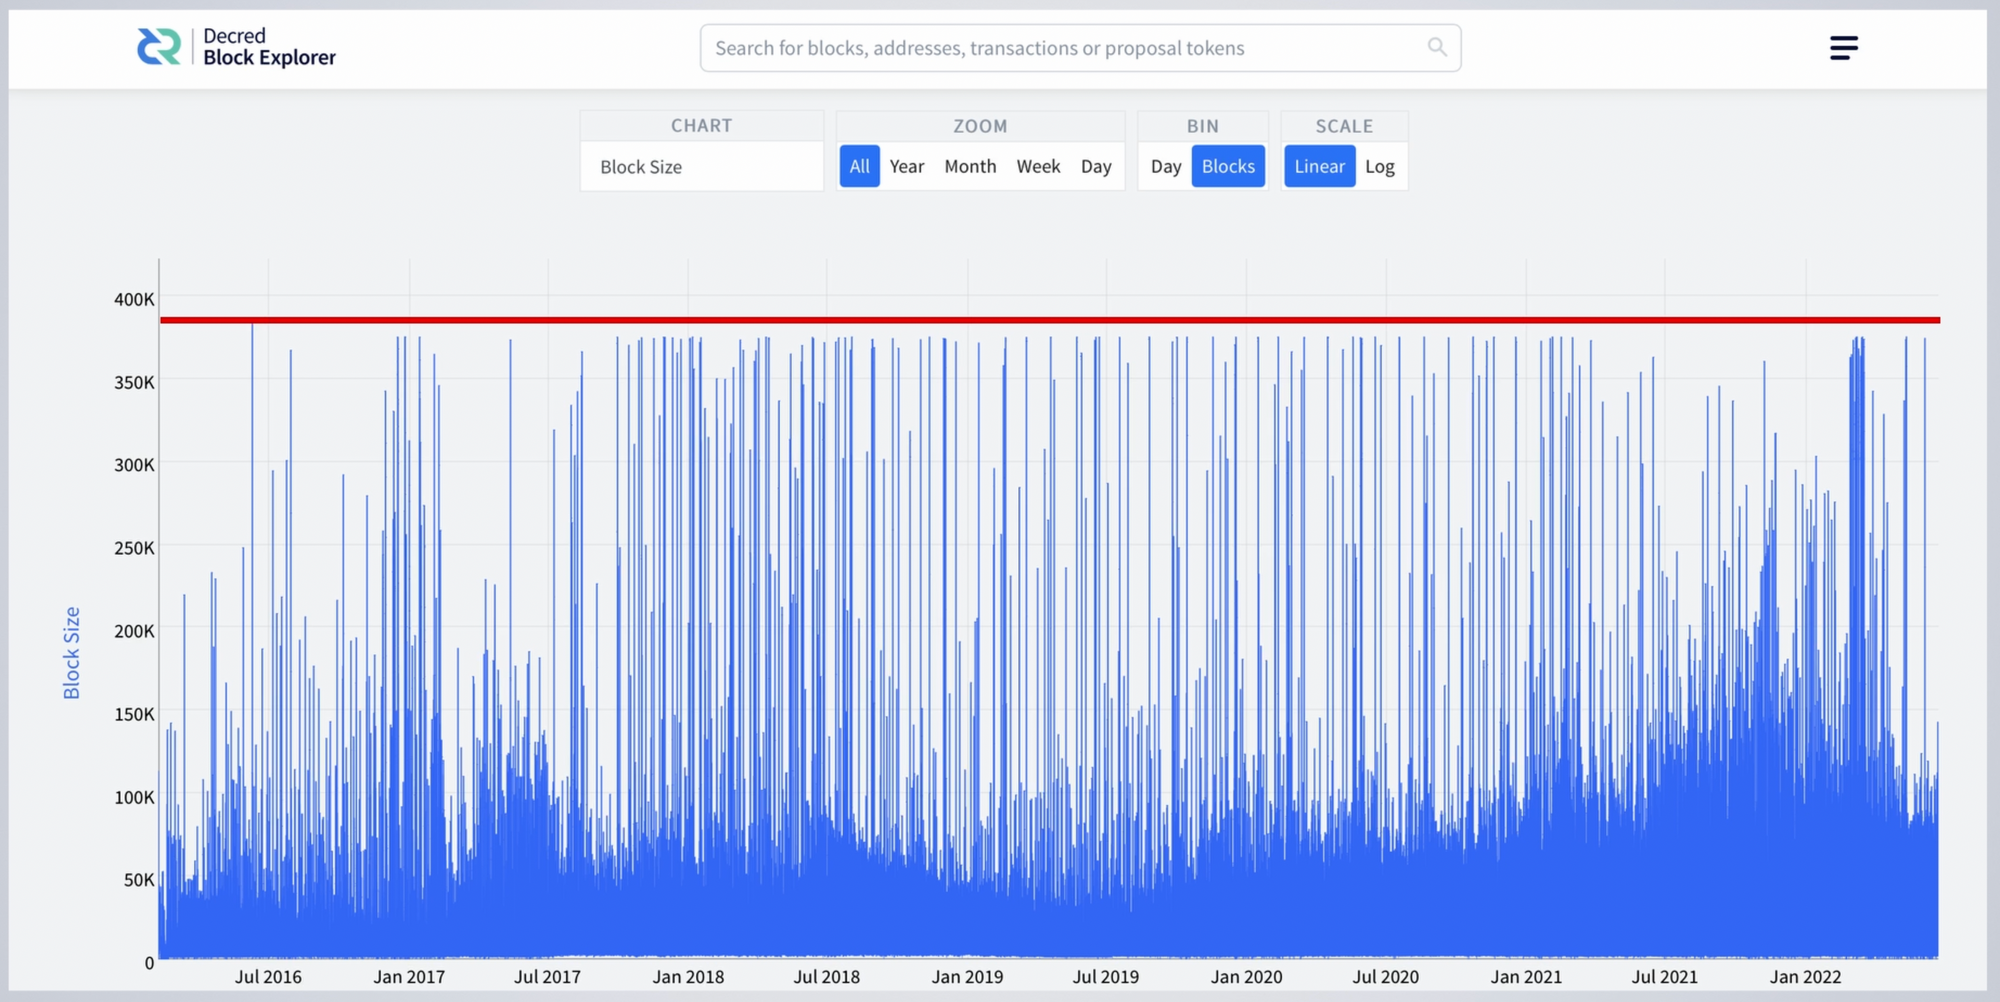 Decred
Block Explorer
Search for blocks, addresses, transactions or proposal tokens
CHART
ZOOM
BIN
SCALE
Block Size
All Year Month Week Day
Day Blocks
Linear Log
400K
350K
300K
250K
200K
150K
100K
50K
0
Block Size
Jul 2016 Jan 2017 Jul 2017 Jan 2018 Jul 2018 Jan 2019 Jul 2019 Jan 2020 Jul 2020 Jan 2021 Jul 2021 Jan 2022